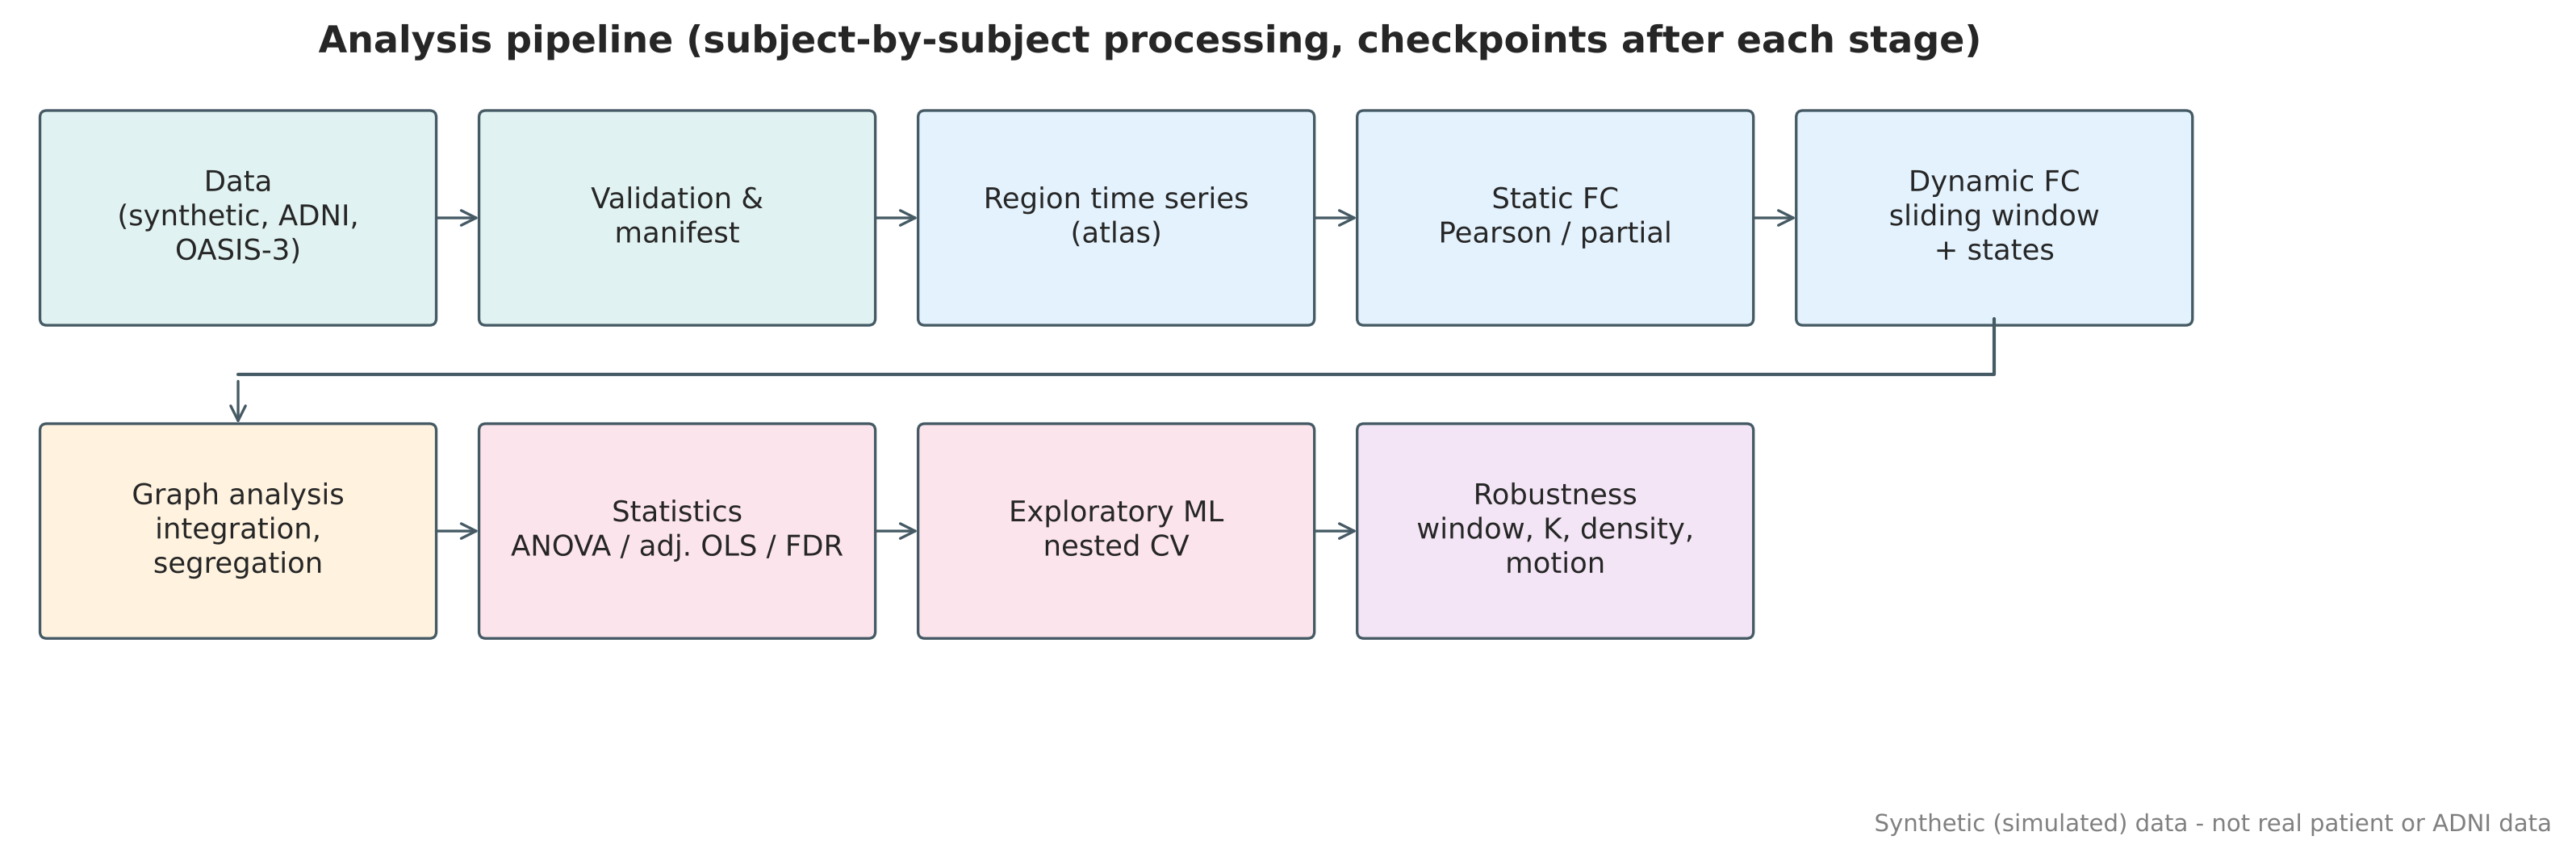 Analysis pipeline (subject-by-subject processing, checkpoints after each stage)
Data
(synthetic, ADNI,
OASIS-3)
Validation &
manifest
Region time series
(atlas)
Static FC
Pearson / partial
Dynamic FC
sliding window
+ states
Graph analysis
integration,
segregation
Statistics
ANOVA / adj. OLS / FDR
Exploratory ML
nested CV
Robustness
window, K, density,
motion
Synthetic (simulated) data - not real patient or ADNI data